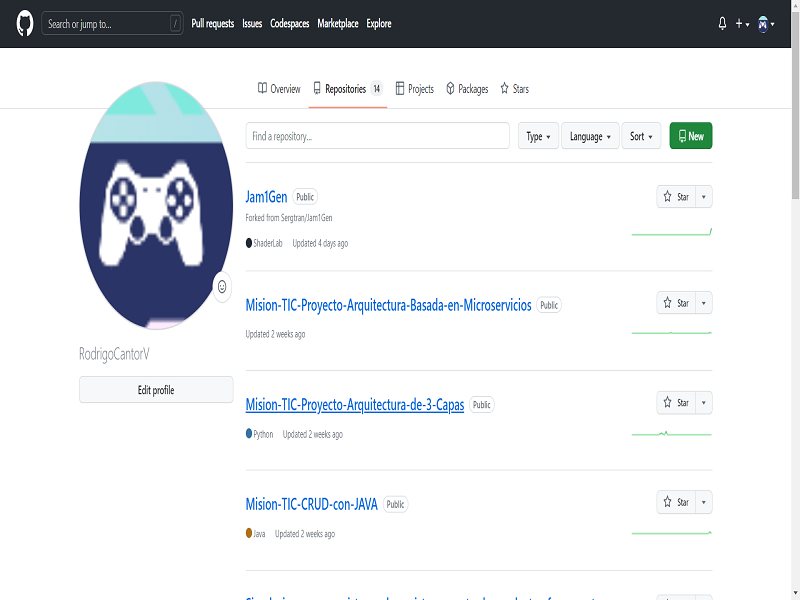 Search or jump to... / Pull requests Issues Codespaces Marketplace Explore
Overview Repositories 14 Projects Packages Stars
Find a repository... Type Language Sort New
Jam1Gen Public Star
Forked from Sergtran/Jam1Gen
ShaderLab Updated 4 days ago
Mision-TIC-Proyecto-Arquitectura-Basada-en-Microservicios Public Star
Updated 2 weeks ago
RodrigoCantorV
Edit profile
Mision-TIC-Proyecto-Arquitectura-de-3-Capas Public Star
Python Updated 2 weeks ago
Mision-TIC-CRUD-con-JAVA Public Star
Java Updated 2 weeks ago